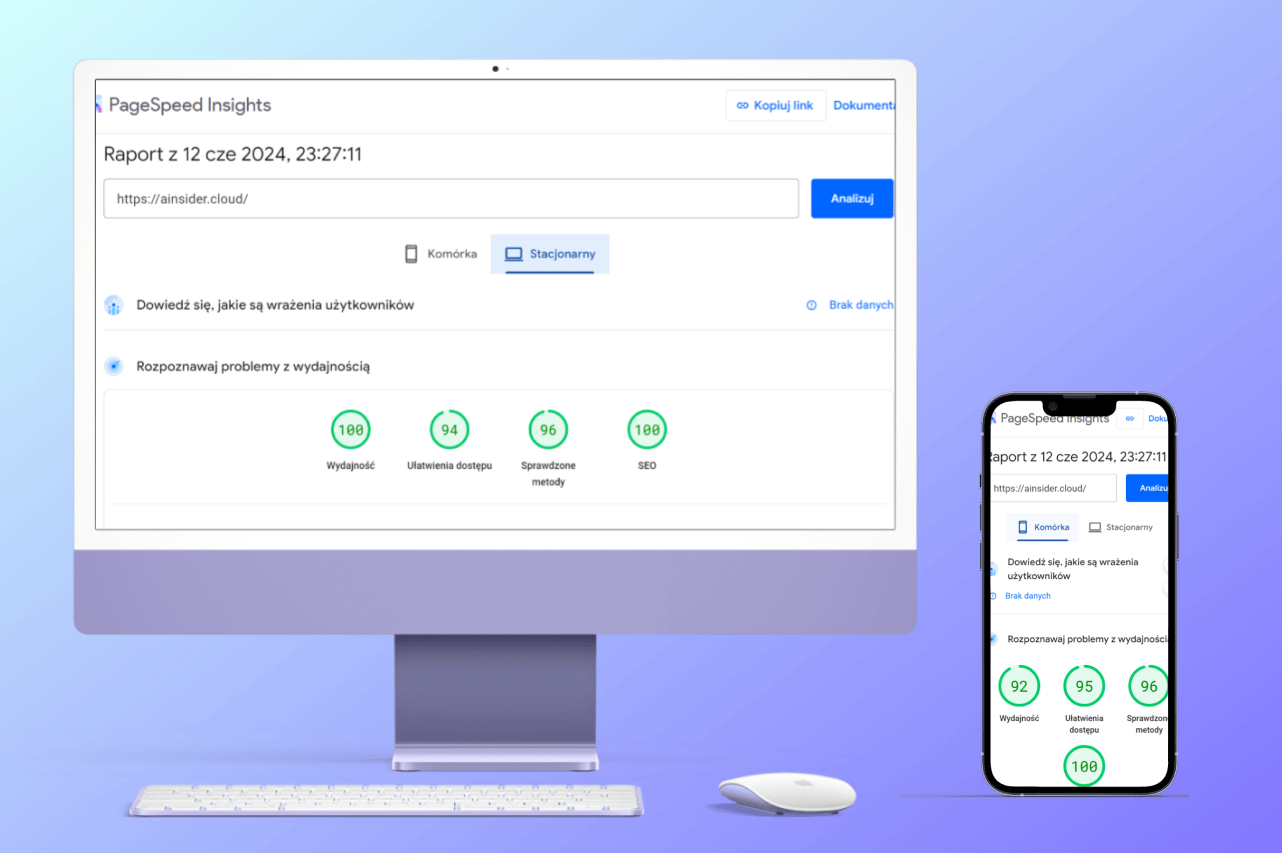 PageSpeed Insights
Kopiuj link
Dokumenta
Raport z 12 cze 2024, 23:27:11
https://ainsider.cloud/
Analizuj
Komórka
Stacjonarny
Dowiedź się, jakie są wrażenia użytkowników
Brak danych
Rozpoznawaj problemy z wydajnością
100
94
96
100
Wydajność
Ułatwienia dostępu
Sprawdzone
metody
SEO
PageSpeed Insights
Doku
Raport z 12 cze 2024, 23:27:11
https://ainsider.cloud/
Analizu
Komórka
Stacjonarny
Dowiedź się, jakie są wrażenia
użytkowników
Brak danych
Rozpoznawaj problemy z wydajności
92
95
96
Wydajność
Ułatwienia
dostępu
Sprawdzon
metody
100